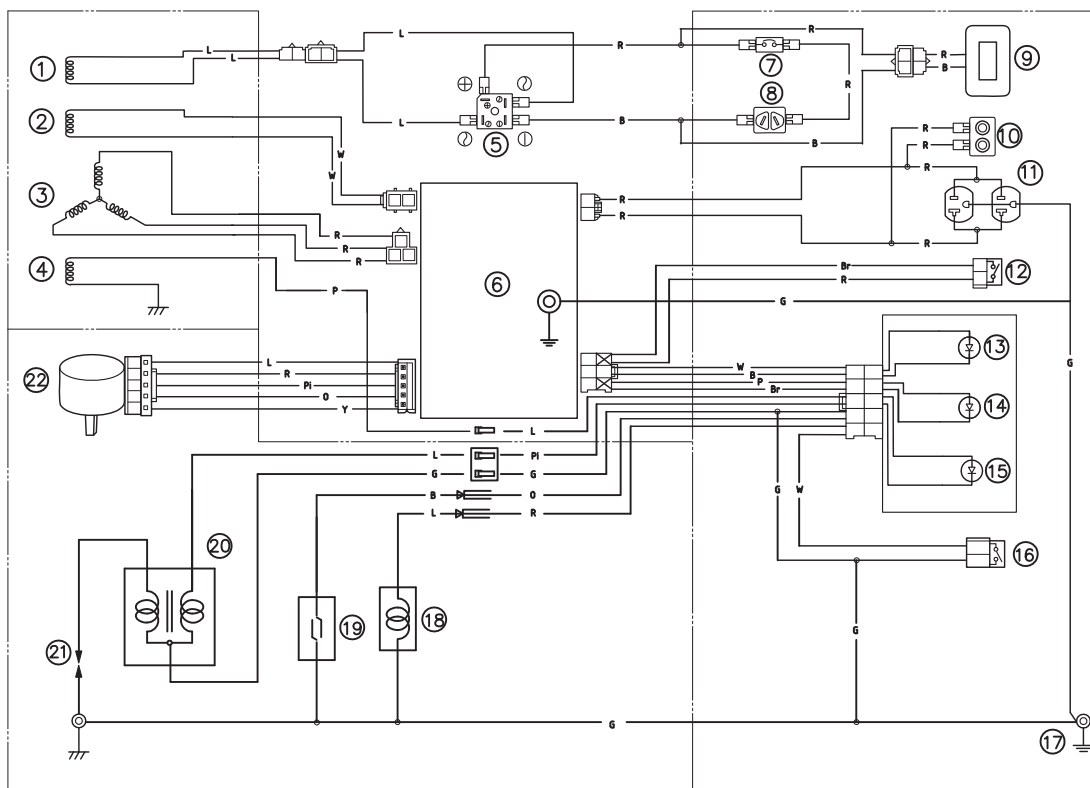 L R
L
1 L 9
R B
R
7
2 8
L B
W 5 R 10
W B R
11
3 R
R R
R
R R
4 6 Br 12
P R
G
13
L W
22 R B G
Pi P
O Br 14
Y
L
L Pi 15
G G G W
B O
L R
20 16
19 18
G
21
G 17